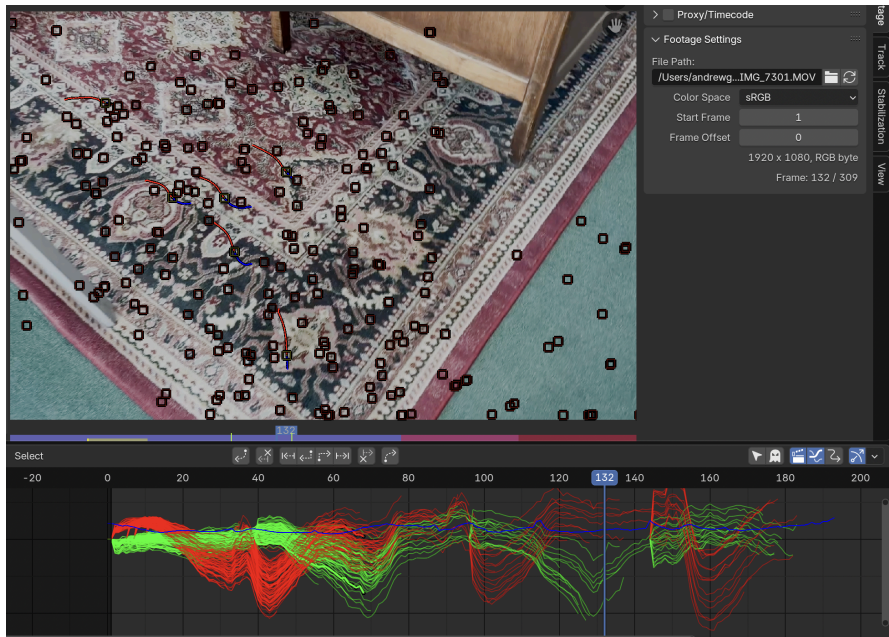 Proxy/Timecode
Footage Settings
File Path:
/Users/andrewg...IMG_7301.MOV
Color Space sRGB
Start Frame 1
Frame Offset 0
1920 x 1080, RGB byte
Frame: 132 / 309
tage
Track
Stabilization
View
132
Select
-20 0 20 40 60 80 100 120 132 140 160 180 200